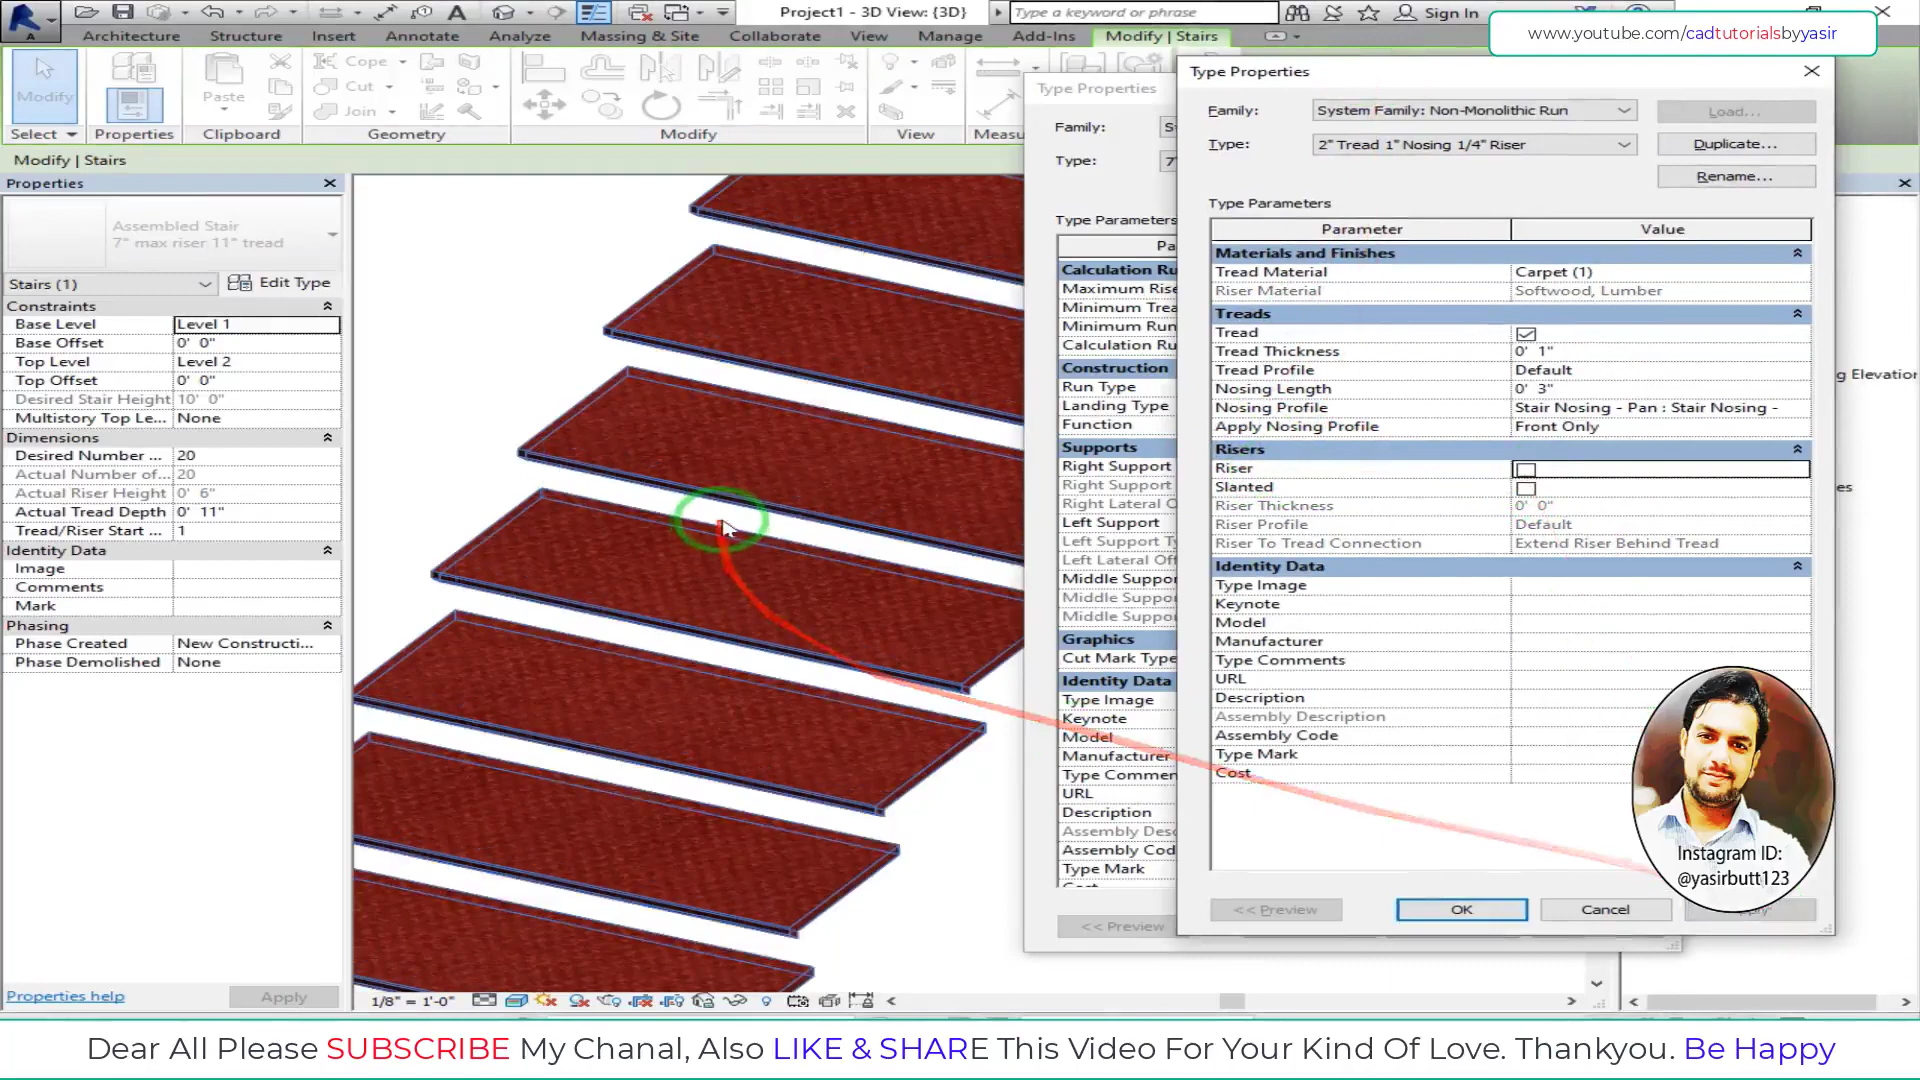 Project1 - 3D View: {3D}
Type a keyword or phrase
Sign In
www.youtube.com/cadtutorialsbyyasir
Architecture Structure Insert Annotate Analyze Massing & Site Collaborate View Manage Add-Ins Modify | Stairs
Modify
Paste
Cope
Cut
Join
Select Properties Clipboard Geometry Modify View Measu
Modify | Stairs
Properties
Assembled Stair
7" max riser 11" tread
Stairs (1)
Edit Type
Constraints
Base Level Level 1
Base Offset 0' 0"
Top Level Level 2
Top Offset 0' 0"
Desired Stair Height 10' 0"
Multistory Top Le... None
Dimensions
Desired Number ... 20
Actual Number of... 20
Actual Riser Height 0' 6"
Actual Tread Depth 0' 11"
Tread/Riser Start ... 1
Identity Data
Image
Comments
Mark
Phasing
Phase Created New Constructi...
Phase Demolished None
Properties help
Apply
1/8" = 1'-0"
Type Properties
Family:
Type:
7"
Type Parameters
Pa
Calculation Ru
Maximum Rise
Minimum Trea
Minimum Run
Calculation Ru
Construction
Run Type
Landing Type
Function
Supports
Right Support
Right Support
Right Lateral O
Left Support
Left Support T
Left Lateral Of
Middle Suppor
Middle Suppor
Middle Suppor
Graphics
Cut Mark Type
Identity Data
Type Image
Keynote
Model
Manufacturer
Type Commen
URL
Description
Assembly Desc
Assembly Cod
Type Mark
<< Preview
Type Properties
Family: System Family: Non-Monolithic Run Load...
Type: 2" Tread 1" Nosing 1/4" Riser Duplicate...
Rename...
Type Parameters
Parameter Value
Materials and Finishes
Tread Material Carpet (1)
Riser Material Softwood, Lumber
Treads
Tread
Tread Thickness 0' 1"
Tread Profile Default
Nosing Length 0' 3"
Nosing Profile Stair Nosing - Pan : Stair Nosing -
Apply Nosing Profile Front Only
Risers
Riser
Slanted
Riser Thickness 0' 0"
Riser Profile Default
Riser To Tread Connection Extend Riser Behind Tread
Identity Data
Type Image
Keynote
Model
Manufacturer
Type Comments
URL
Description
Assembly Description
Assembly Code
Type Mark
Cost
<< Preview OK Cancel
g Elevation
es
Instagram ID:
@yasirbutt123
Dear All Please SUBSCRIBE My Chanal, Also LIKE & SHARE This Video For Your Kind Of Love. Thankyou. Be Happy